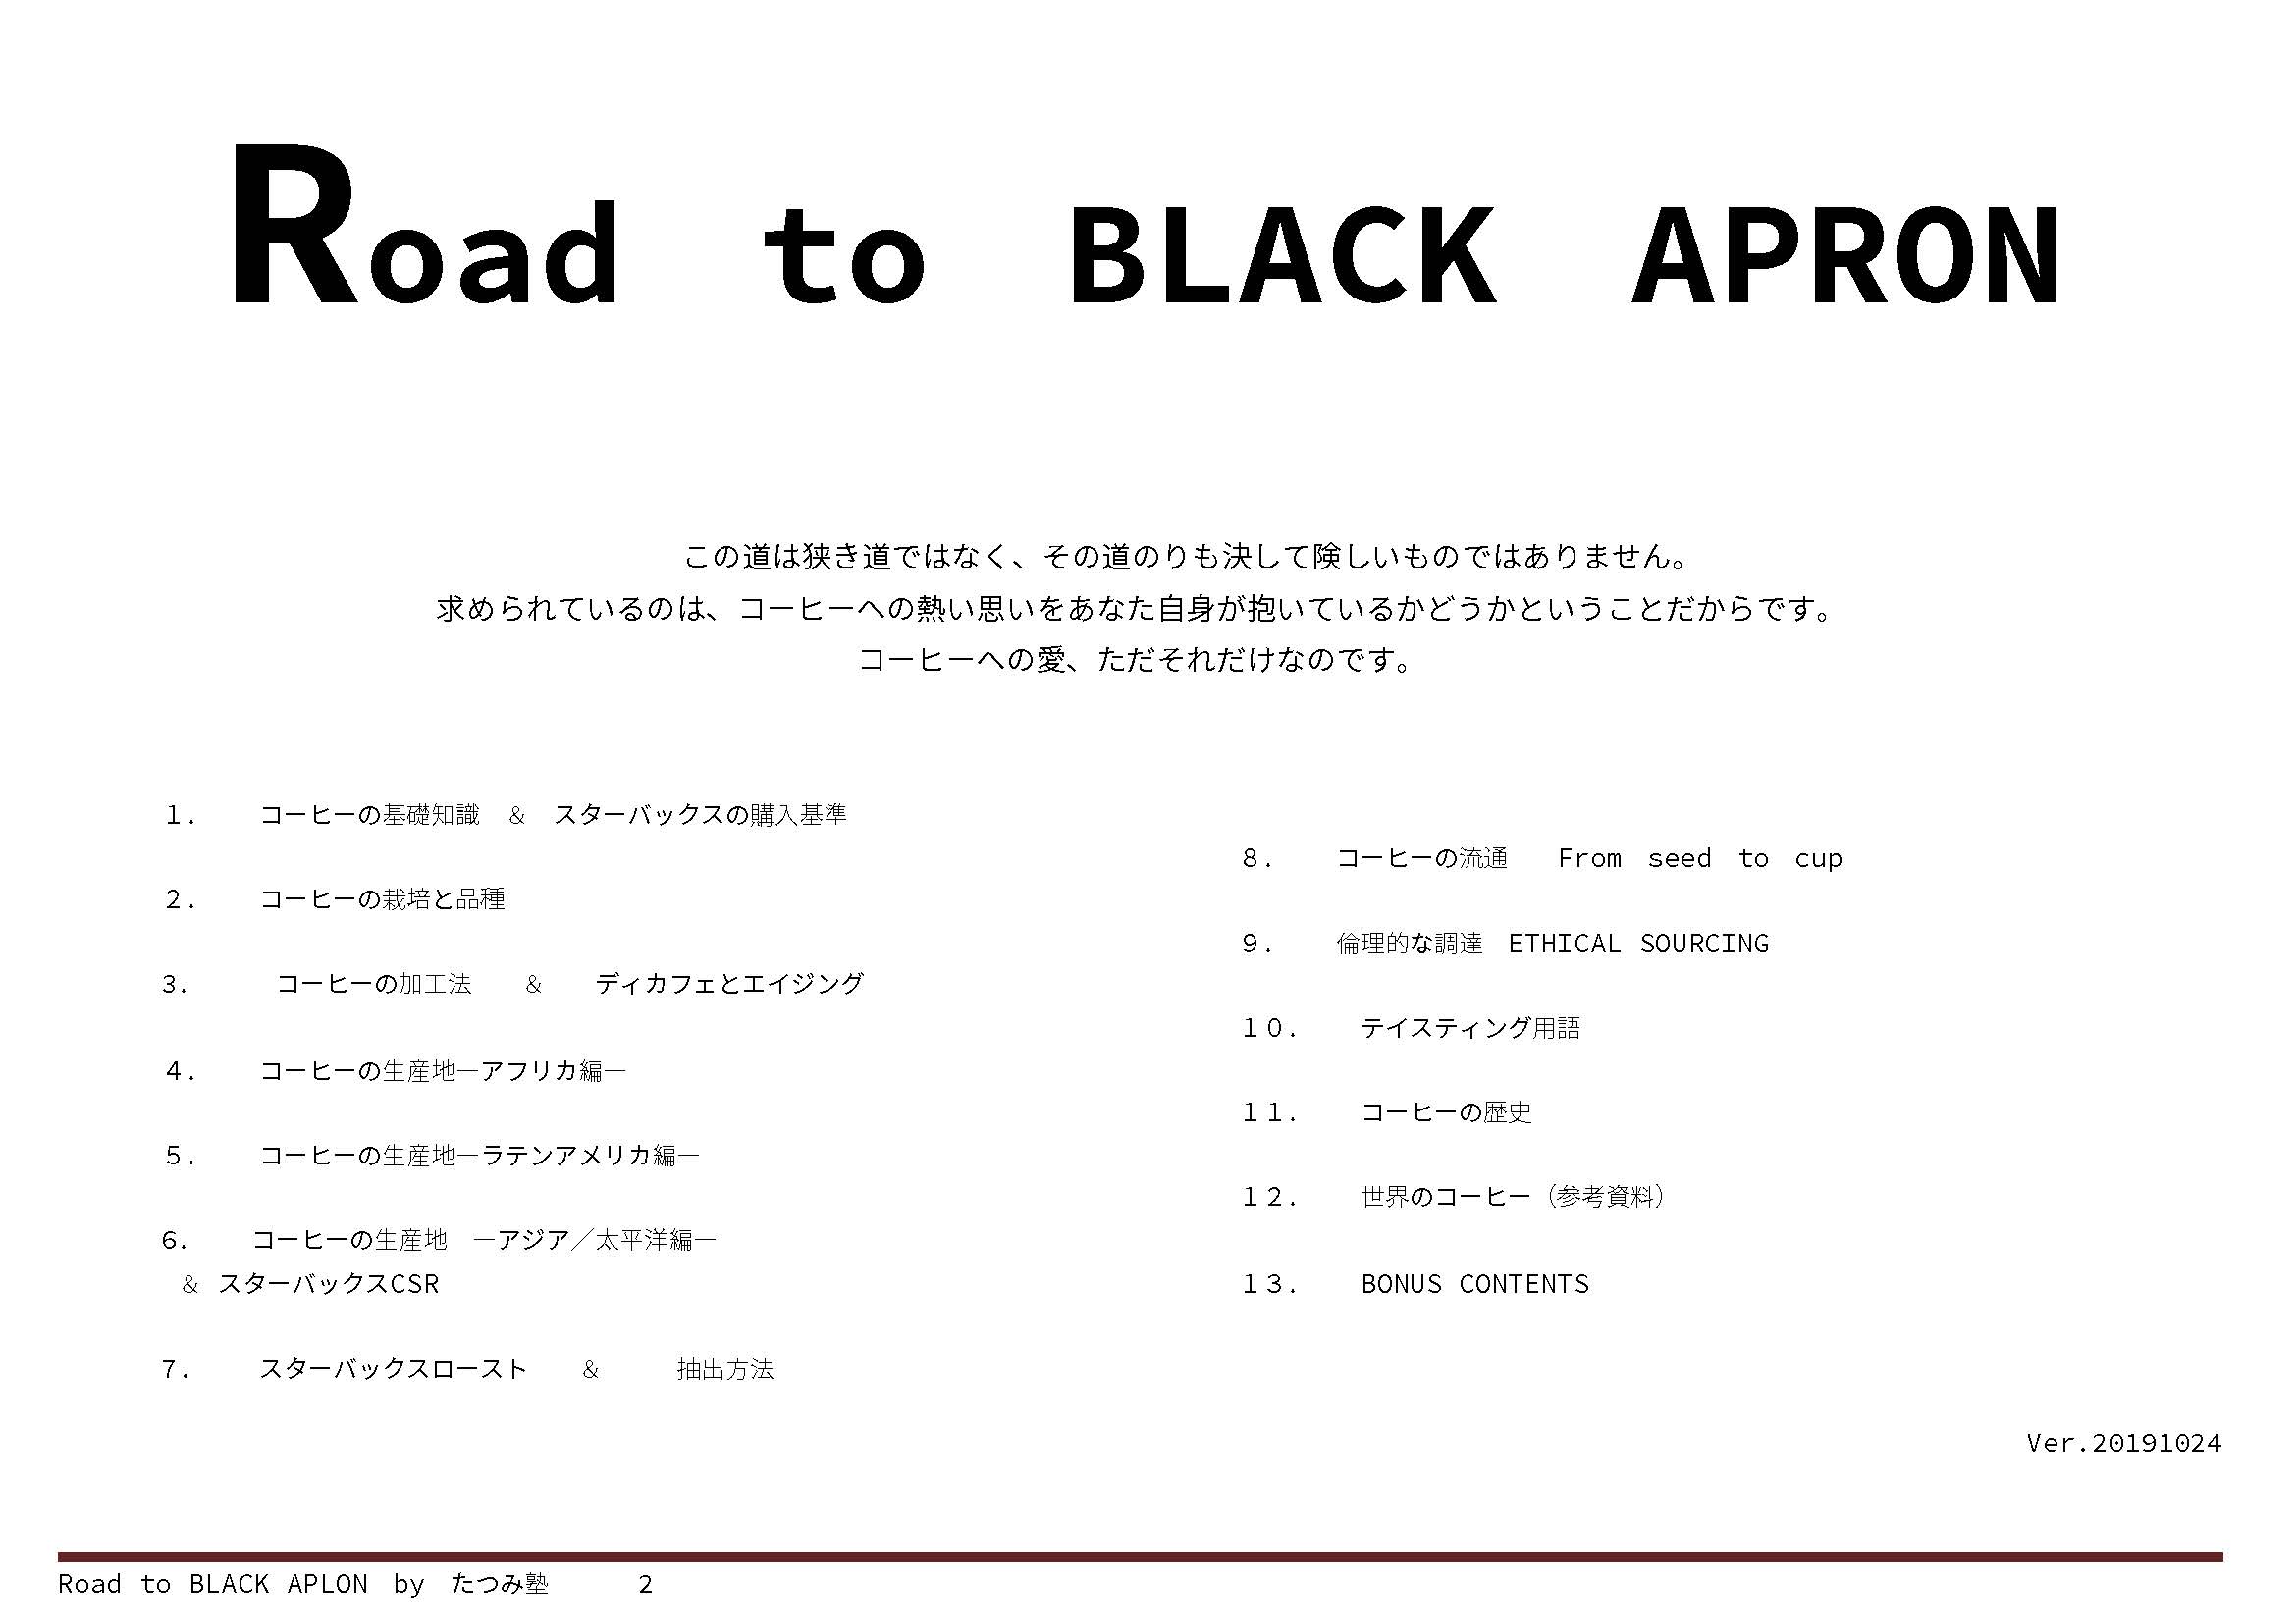 Road to BLACK APRON
この道は狭き道ではなく、その道のりも決して険しいものではありません。
求められているのは、コーヒーへの熱い思いをあなた自身が抱いているかどうかということだからです。
コーヒーへの愛、ただそれだけなのです。
１． コーヒーの基礎知識 ＆ スターバックスの購入基準
２． コーヒーの栽培と品種
3. コーヒーの加工法 ＆ ディカフェとエイジング
４． コーヒーの生産地―アフリカ編―
５． コーヒーの生産地―ラテンアメリカ編―
6. コーヒーの生産地 ―アジア／太平洋編―
＆ スターバックスCSR
7. スターバックスロースト ＆ 抽出方法
８． コーヒーの流通 From seed to cup
９． 倫理的な調達 ETHICAL SOURCING
１０． テイスティング用語
１１． コーヒーの歴史
１２． 世界のコーヒー（参考資料）
１３． BONUS CONTENTS
Ver.20191024
Road to BLACK APLON by たつみ塾 2